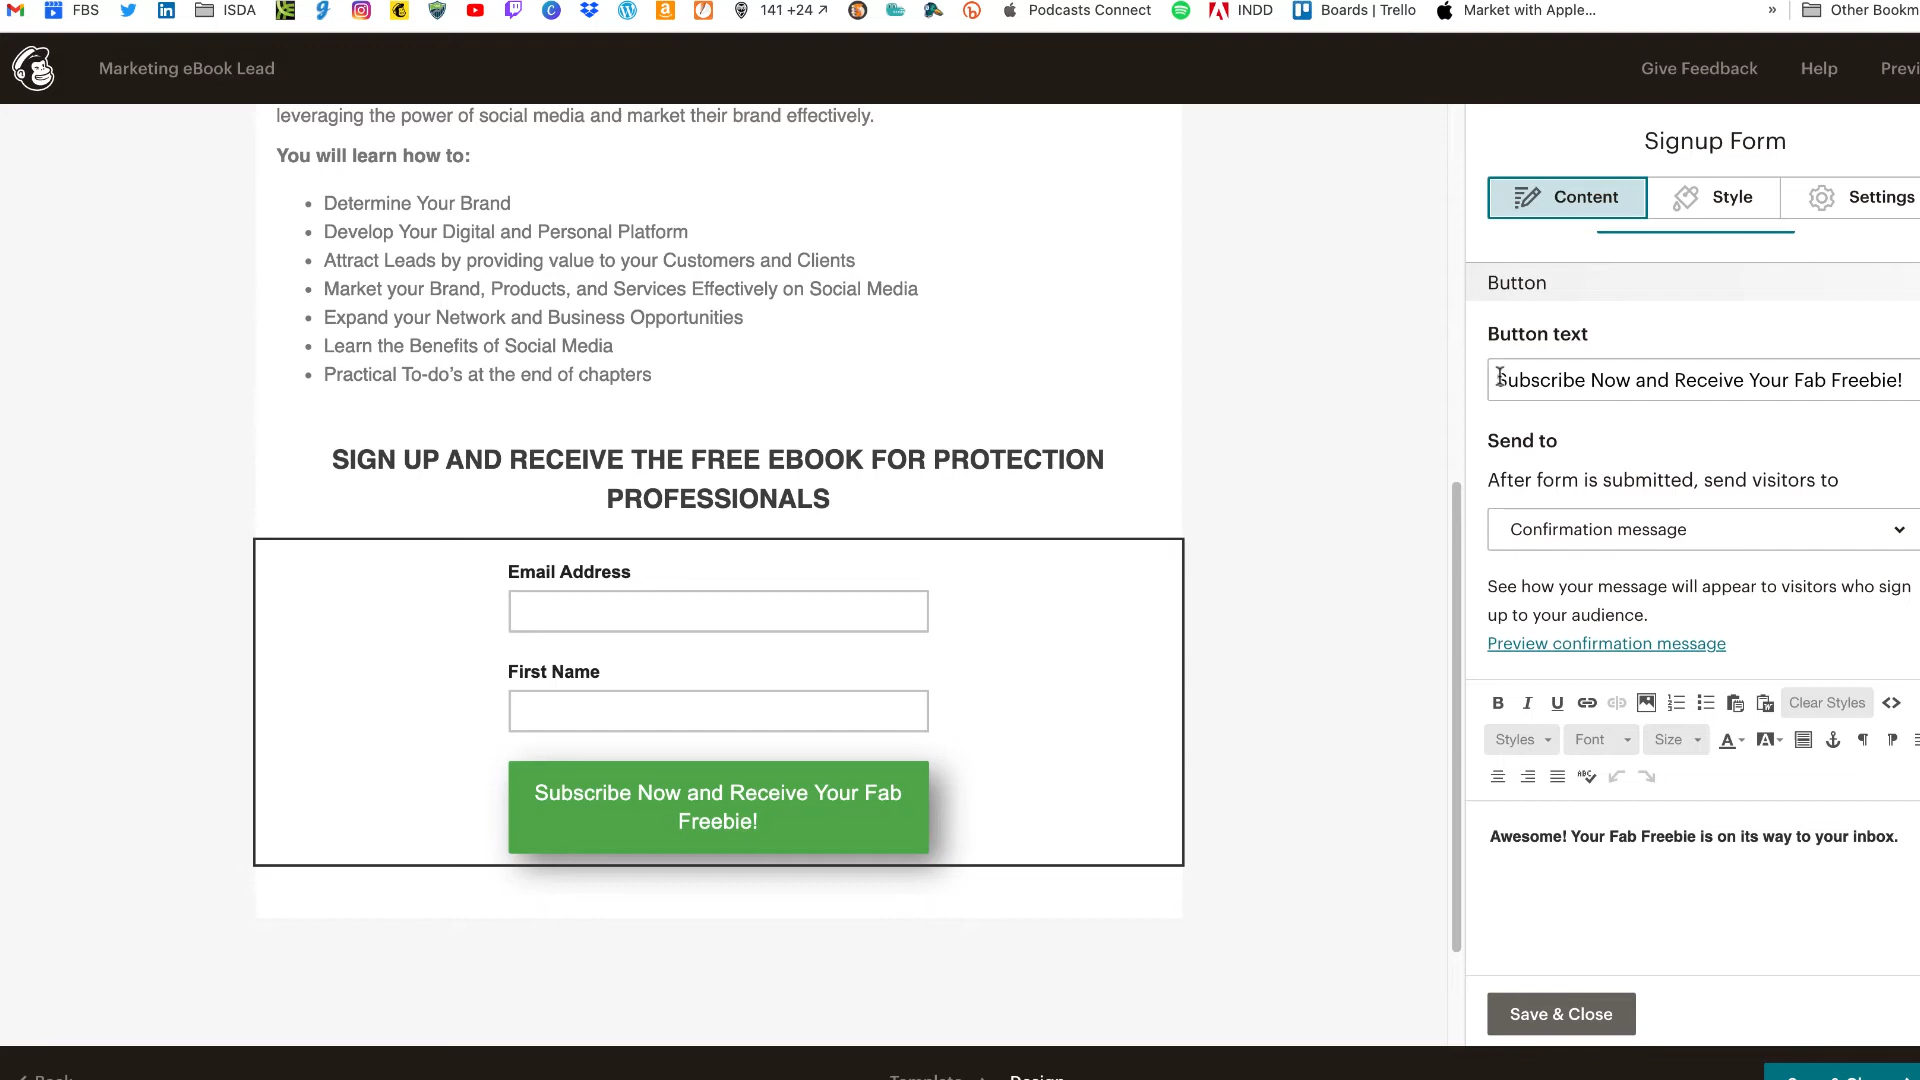 FBS
ISDA
141 +24 ↗
Podcasts Connect
INDD
Boards | Trello
Market with Apple...
»
Other Bookm
Marketing eBook Lead
Give Feedback
Help
Previ
leveraging the power of social media and market their brand effectively.
You will learn how to:
• Determine Your Brand
• Develop Your Digital and Personal Platform
• Attract Leads by providing value to your Customers and Clients
• Market your Brand, Products, and Services Effectively on Social Media
• Expand your Network and Business Opportunities
• Learn the Benefits of Social Media
• Practical To-do’s at the end of chapters
SIGN UP AND RECEIVE THE FREE EBOOK FOR PROTECTION
PROFESSIONALS
Email Address
First Name
Subscribe Now and Receive Your Fab
Freebie!
Signup Form
Content
Style
Settings
Button
Button text
Subscribe Now and Receive Your Fab Freebie!
Send to
After form is submitted, send visitors to
Confirmation message
See how your message will appear to visitors who sign
up to your audience.
Preview confirmation message
B I U
Clear Styles
Styles
Font
Size
Awesome! Your Fab Freebie is on its way to your inbox.
Save & Close
Back
Template
Design